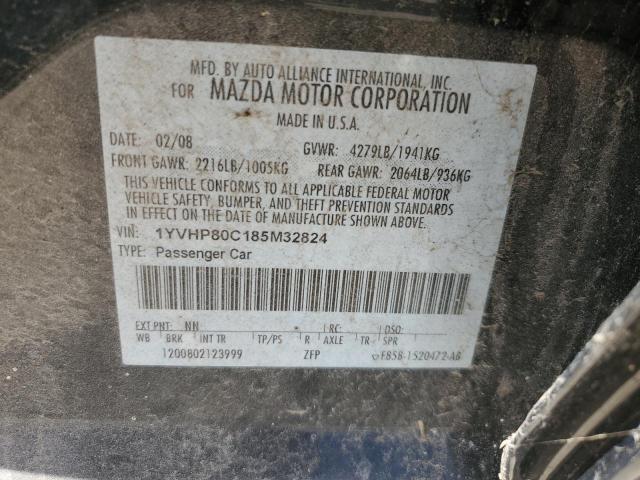 MFD. BY AUTO ALLIANCE INTERNATIONAL, INC.
FOR MAZDA MOTOR CORPORATION
MADE IN U.S.A.
DATE: 02/08 GVWR: 4279LB/1941KG
FRONT GAWR: 2216LB/1005KG REAR GAWR: 2064LB/936KG
THIS VEHICLE CONFORMS TO ALL APPLICABLE FEDERAL MOTOR
VEHICLE SAFETY, BUMPER, AND THEFT PREVENTION STANDARDS
IN EFFECT ON THE DATE OF MANUFACTURE SHOWN ABOVE.
VIN: 1YVHP80C185M32824
TYPE: Passenger Car
EXT PNT: NN RC: DSO:
WB BRK INT TR TP/PS R AXLE TR SPR
1200802123999 ZFP F85B-1520472-AB